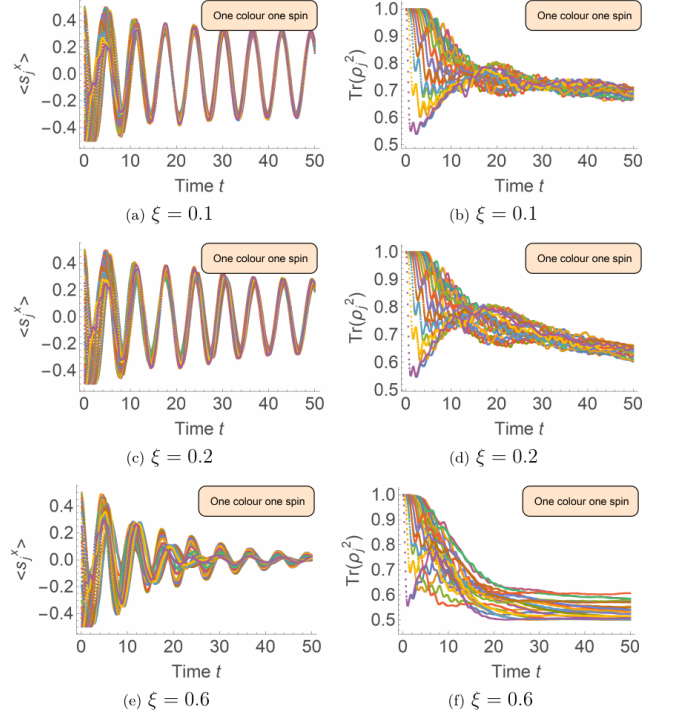 One colour one spin
<s_j^x>
0.4
0.2
0.0
−0.2
−0.4
0 10 20 30 40 50
Time t
(a) ξ = 0.1
One colour one spin
Tr(ρ_j^2)
1.0
0.9
0.8
0.7
0.6
0.5
0 10 20 30 40 50
Time t
(b) ξ = 0.1
One colour one spin
<s_j^x>
0.4
0.2
0.0
−0.2
−0.4
0 10 20 30 40 50
Time t
(c) ξ = 0.2
One colour one spin
Tr(ρ_j^2)
1.0
0.9
0.8
0.7
0.6
0.5
0 10 20 30 40 50
Time t
(d) ξ = 0.2
One colour one spin
<s_j^x>
0.4
0.2
0.0
−0.2
−0.4
0 10 20 30 40 50
Time t
(e) ξ = 0.6
One colour one spin
Tr(ρ_j^2)
1.0
0.9
0.8
0.7
0.6
0.5
0 10 20 30 40 50
Time t
(f) ξ = 0.6